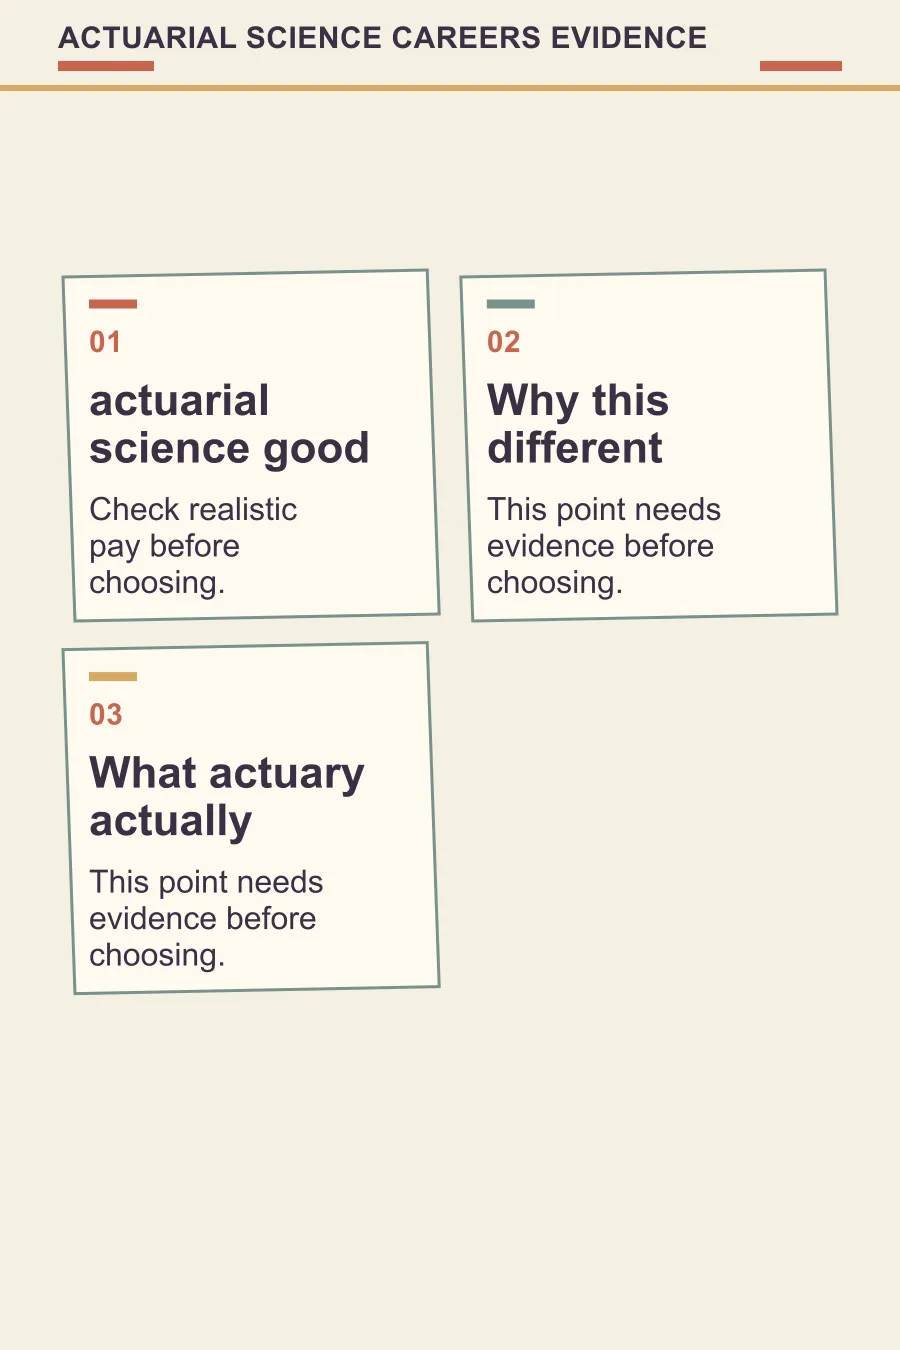 ACTUARIAL SCIENCE CAREERS EVIDENCE
01
actuarial
science good
Check realistic
pay before
choosing.
02
Why this
different
This point needs
evidence before
choosing.
03
What actuary
actually
This point needs
evidence before
choosing.